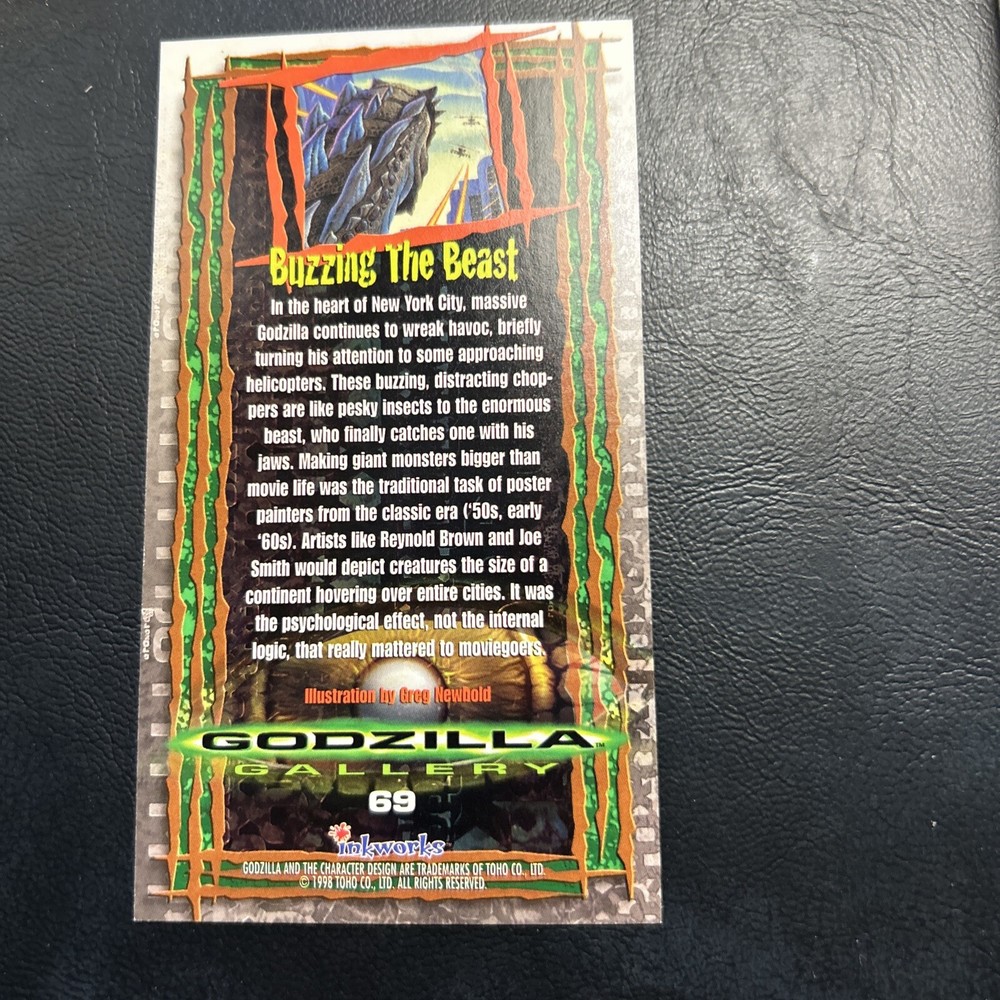 Buzzing The Beast
In the heart of New York City, massive
Godzilla continues to wreak havoc, briefly
turning his attention to some approaching
helicopters. These buzzing, distracting chop-
pers are like pesky insects to the enormous
beast, who finally catches one with his
jaws. Making giant monsters bigger than
movie life was the traditional task of poster
painters from the classic era ('50s, early
'60s). Artists like Reynold Brown and Joe
Smith would depict creatures the size of a
continent hovering over entire cities. It was
the psychological effect, not the internal
logic, that really mattered to moviegoers.
Illustration by Greg Newbold
GODZILLA™
GALLERY
69
inkworks™
GODZILLA AND THE CHARACTER DESIGN ARE TRADEMARKS OF TOHO CO., LTD.
© 1998 TOHO CO., LTD. ALL RIGHTS RESERVED.